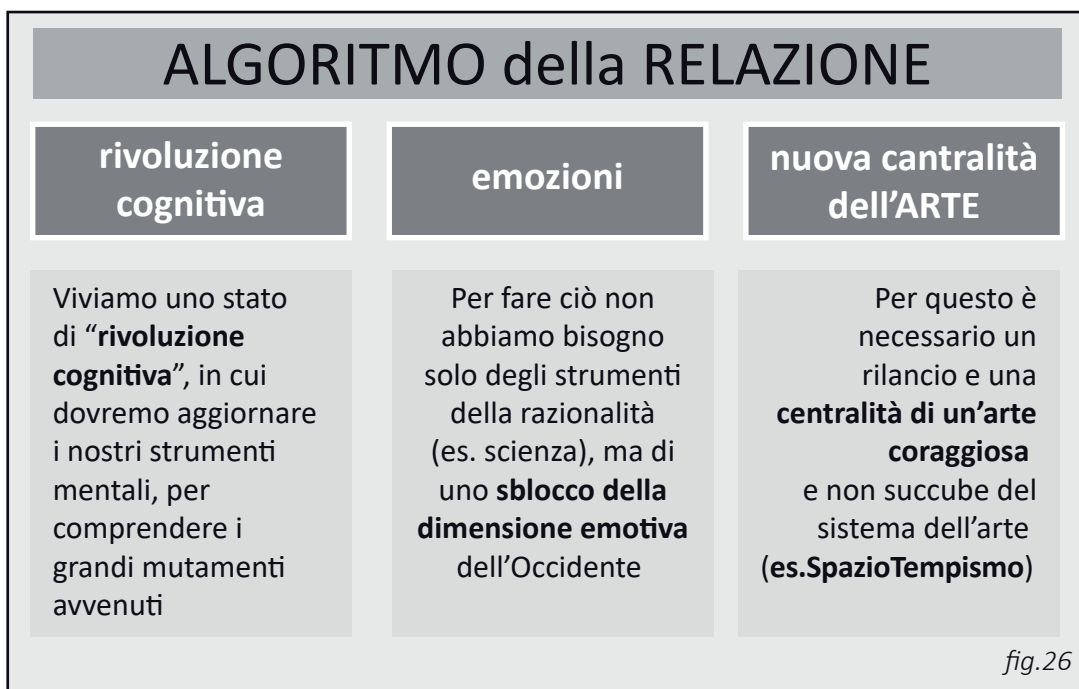 ALGORITMO della RELAZIONE
rivoluzione
cognitiva
Viviamo uno stato
di “rivoluzione
cognitiva”, in cui
dovremo aggiornare
i nostri strumenti
mentali, per
comprendere i
grandi mutamenti
avvenuti
emozioni
Per fare ciò non
abbiamo bisogno
solo degli strumenti
della razionalità
(es. scienza), ma di
uno sblocco della
dimensione emotiva
dell’Occidente
nuova cantralità
dell’ARTE
Per questo è
necessario un
rilancio e una
centralità di un’arte
coraggiosa
e non succube del
sistema dell’arte
(es.SpazioTempismo)
fig.26